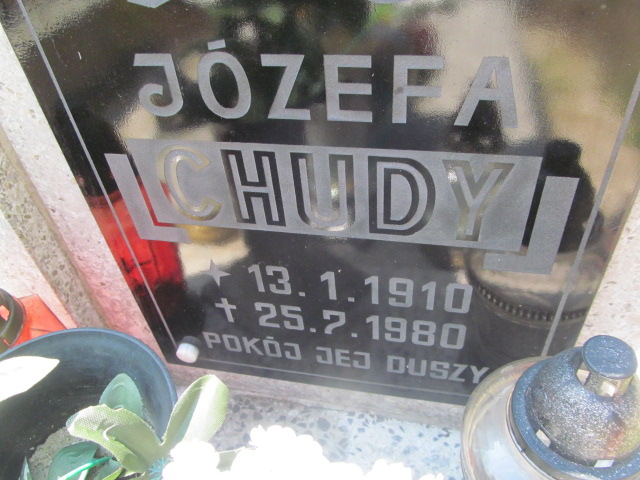 JÓZEFA
CHUDY
★ 13.1.1910
✝ 25.7.1980
POKÓJ JEJ DUSZY